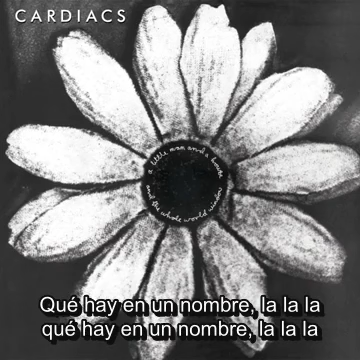 CARDIACS
a little man and a house
and the whole world window
Qué hay en un nombre, la la la
qué hay en un nombre, la la la